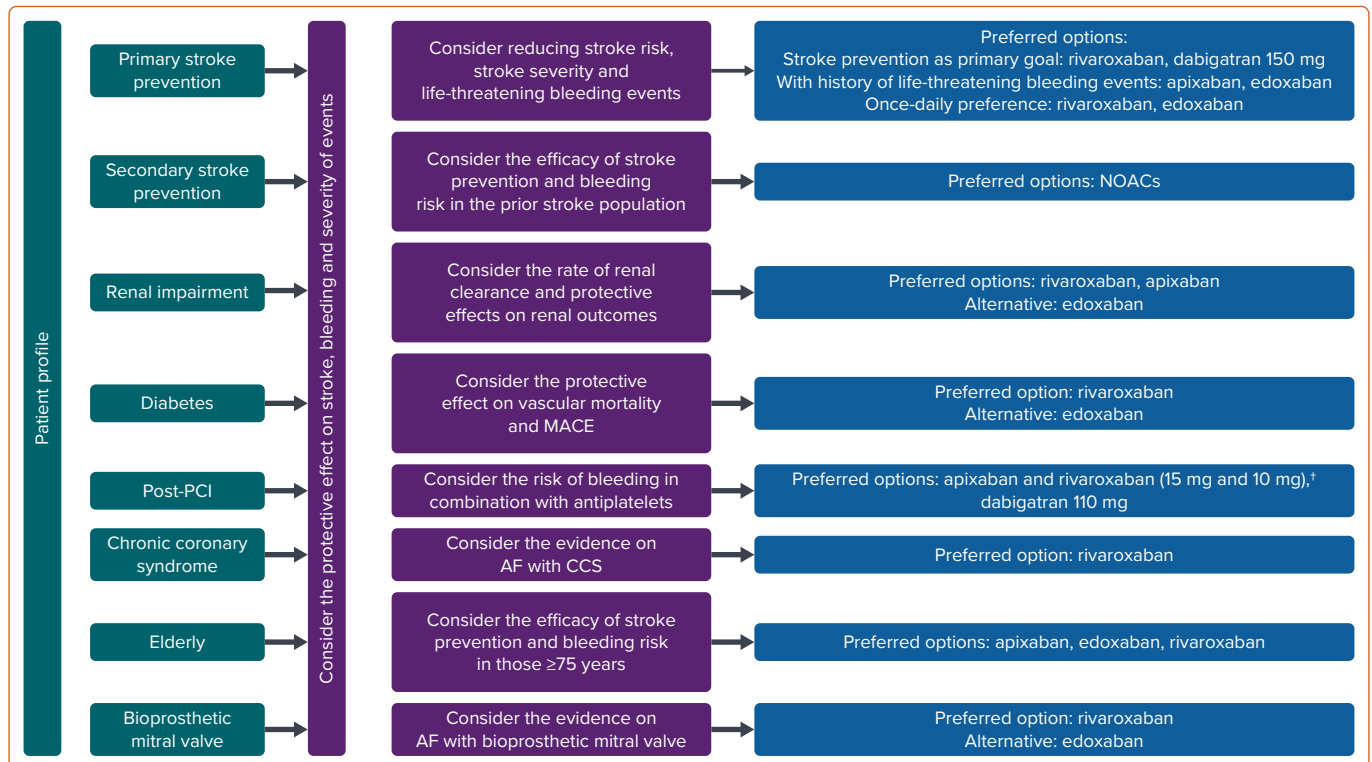 Patient profile
Consider the protective effect on stroke, bleeding and severity of events
Primary stroke
prevention
Consider reducing stroke risk,
stroke severity and
life-threatening bleeding events
Preferred options:
Stroke prevention as primary goal: rivaroxaban, dabigatran 150 mg
With history of life-threatening bleeding events: apixaban, edoxaban
Once-daily preference: rivaroxaban, edoxaban
Secondary stroke
prevention
Consider the efficacy of stroke
prevention and bleeding
risk in the prior stroke population
Preferred options: NOACs
Renal impairment
Consider the rate of renal
clearance and protective
effects on renal outcomes
Preferred options: rivaroxaban, apixaban
Alternative: edoxaban
Diabetes
Consider the protective
effect on vascular mortality
and MACE
Preferred option: rivaroxaban
Alternative: edoxaban
Post-PCI
Consider the risk of bleeding in
combination with antiplatelets
Preferred options: apixaban and rivaroxaban (15 mg and 10 mg),†
dabigatran 110 mg
Chronic coronary
syndrome
Consider the evidence on
AF with CCS
Preferred option: rivaroxaban
Elderly
Consider the efficacy of stroke
prevention and bleeding risk
in those ≥75 years
Preferred options: apixaban, edoxaban, rivaroxaban
Bioprosthetic
mitral valve
Consider the evidence on
AF with bioprosthetic mitral valve
Preferred option: rivaroxaban
Alternative: edoxaban